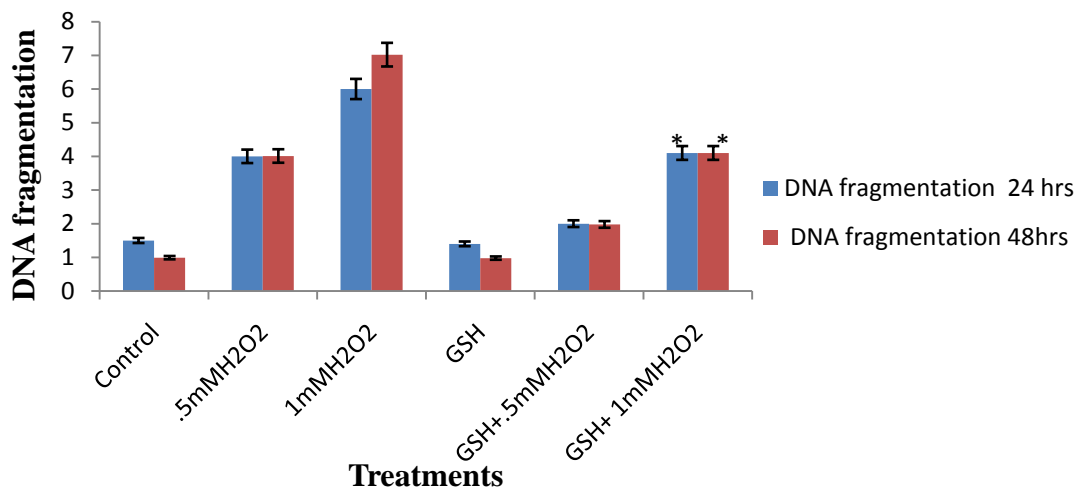 DNA fragmentation
8
7
6
5
4
3
2
1
0
* *
Control
.5mMH2O2
1mMH2O2
GSH
GSH+.5mMH2O2
GSH+ 1mMH2O2
Treatments
DNA fragmentation 24 hrs
DNA fragmentation 48hrs